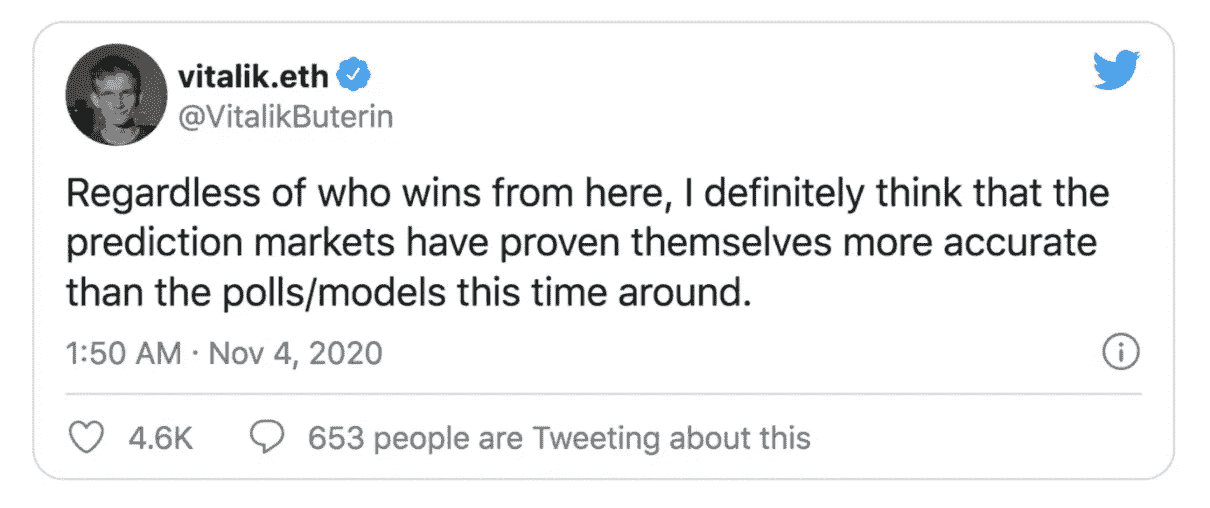 vitalik.eth
@VitalikButerin
Regardless of who wins from here, I definitely think that the
prediction markets have proven themselves more accurate
than the polls/models this time around.
1:50 AM · Nov 4, 2020
4.6K 653 people are Tweeting about this